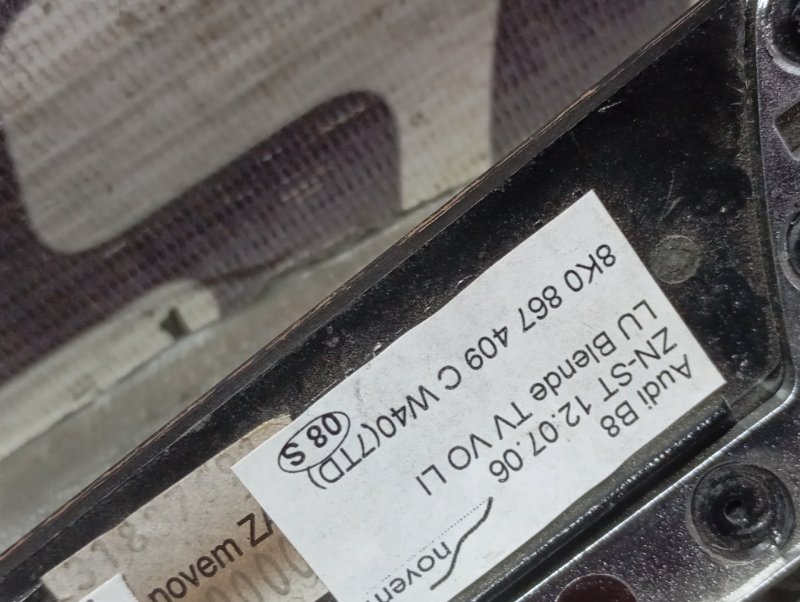 Audi B8
ZN-ST 12.07.06
LU Blende TV VO LI
8K0 867 409 C W40(7TD)
08 S
novem
novem